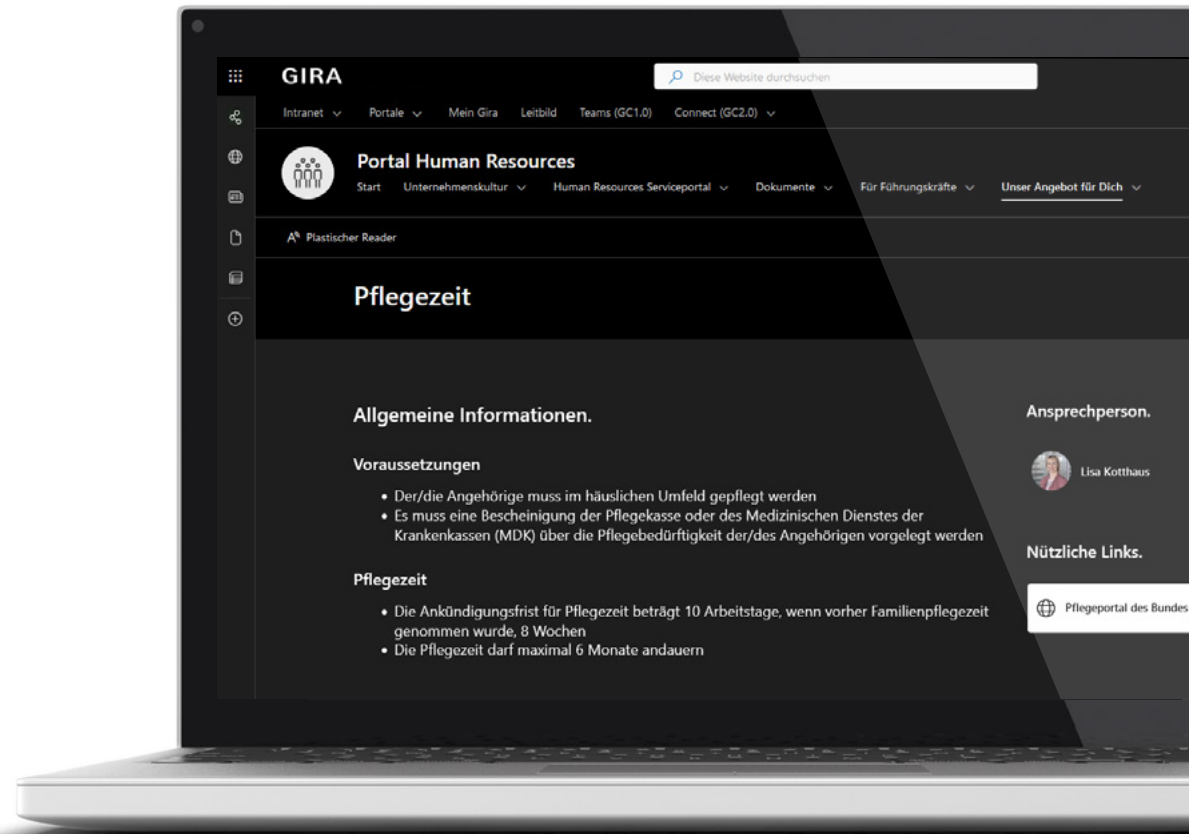 GIRA
Diese Website durchsuchen
Intranet Portale Mein Gira Leitbild Teams (GC1.0) Connect (GC2.0)
Portal Human Resources
Start Unternehmenskultur Human Resources Serviceportal Dokumente Für Führungskräfte Unser Angebot für Dich
Plastischer Reader
Pflegezeit
Allgemeine Informationen.
Voraussetzungen
• Der/die Angehörige muss im häuslichen Umfeld gepflegt werden
• Es muss eine Bescheinigung der Pflegekasse oder des Medizinischen Dienstes der
Krankenkassen (MDK) über die Pflegebedürftigkeit der/des Angehörigen vorgelegt werden
Pflegezeit
• Die Ankündigungsfrist für Pflegezeit beträgt 10 Arbeitstage, wenn vorher Familienpflegezeit
genommen wurde, 8 Wochen
• Die Pflegezeit darf maximal 6 Monate andauern
Ansprechperson.
Lisa Kotthaus
Nützliche Links.
Pflegeportal des Bundes